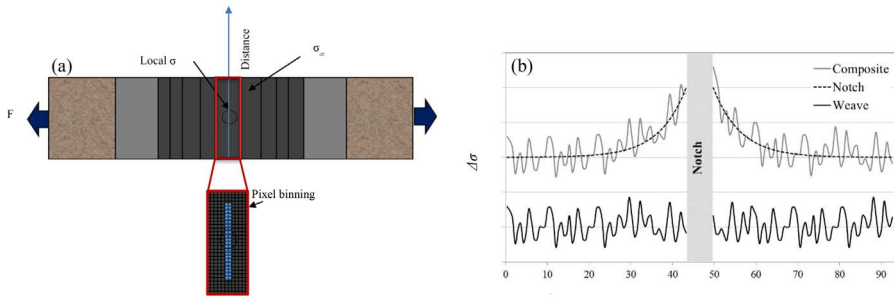 (a)
Local σ
Distance
σ∞
F
Pixel binning
(b)
Composite
Notch
Weave
Δσ
Notch
0 10 20 30 40 50 60 70 80 90